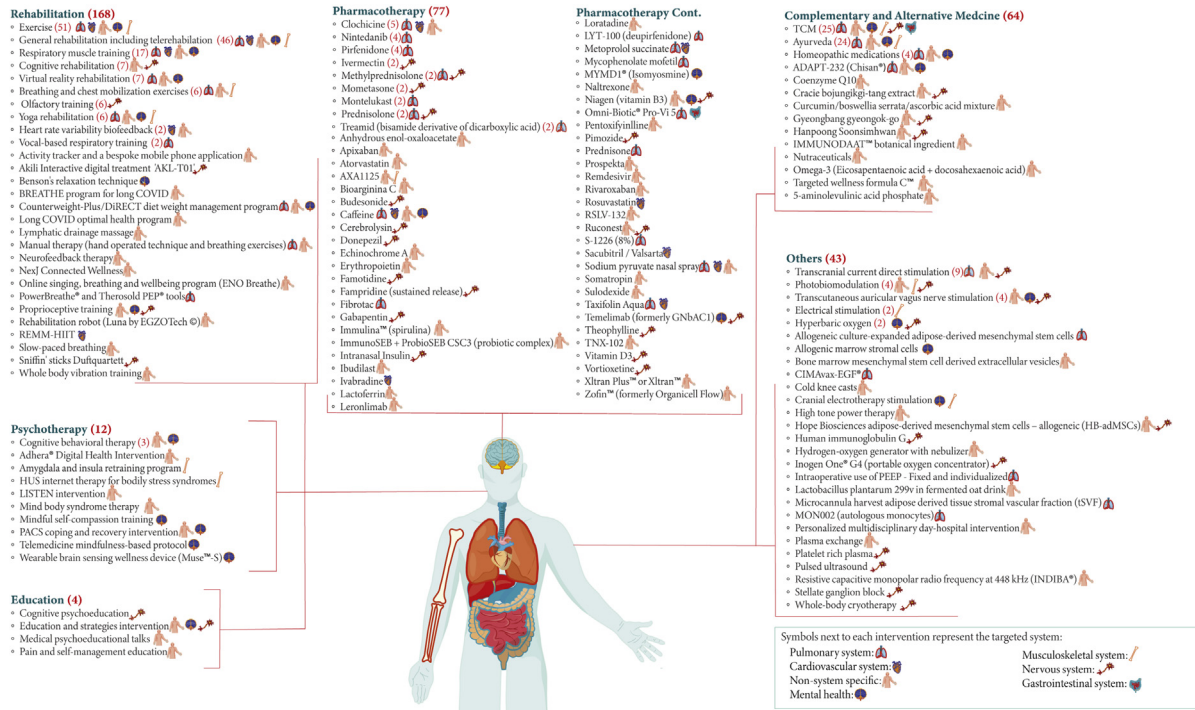 Rehabilitation (168)
Exercise (51)
General rehabilitation including telerehabilation (46)
Respiratory muscle training (17)
Cognitive rehabilitation (7)
Virtual reality rehabilitation (7)
Breathing and chest mobilization exercises (6)
Olfactory training (6)
Yoga rehabilitation (6)
Heart rate variability biofeedback (2)
Vocal-based respiratory training (2)
Activity tracker and a bespoke mobile phone application
Akili Interactive digital treatment 'AKL-T01'
Benson's relaxation technique
BREATHE program for long COVID
Counterweight-Plus/DiRECT diet weight management program
Long COVID optimal health program
Lymphatic drainage massage
Manual therapy (hand operated technique and breathing exercises)
Neurofeedback therapy
NexJ Connected Wellness
Online singing, breathing and wellbeing program (ENO Breathe)
PowerBreathe® and Therosold PEP® tools
Proprioceptive training
Rehabilitation robot (Luna by EGZOTech ©)
REMM-HIIT
Slow-paced breathing
Sniffin' sticks Duftquartett
Whole body vibration training
Psychotherapy (12)
Cognitive behavioral therapy (3)
Adhera® Digital Health Intervention
Amygdala and insula retraining program
HUS internet therapy for bodily stress syndromes
LISTEN intervention
Mind body syndrome therapy
Mindful self-compassion training
PACS coping and recovery intervention
Telemedicine mindfulness-based protocol
Wearable brain sensing wellness device (Muse™-S)
Education (4)
Cognitive psychoeducation
Education and strategies intervention
Medical psychoeducational talks
Pain and self-management education
Pharmacotherapy (77)
Clochicine (5)
Nintedanib (4)
Pirfenidone (4)
Ivermectin (2)
Methylprednisolone (2)
Mometasone (2)
Montelukast (2)
Prednisolone (2)
Treamid (bisamide derivative of dicarboxylic acid) (2)
Anhydrous enol-oxaloacetate
Apixaban
Atorvastatin
AXA1125
Bioarginina C
Budesonide
Caffeine
Cerebrolysin
Donepezil
Echinochrome A
Erythropoietin
Famotidine
Fampridine (sustained release)
Fibrotac
Gabapentin
Immulina™ (spirulina)
ImmunoSEB + ProbioSEB CSC3 (probiotic complex)
Intranasal Insulin
Ibudilast
Ivabradine
Lactoferrin
Leronlimab
Pharmacotherapy Cont.
Loratadine
LYT-100 (deupirfenidone)
Metoprolol succinate
Mycophenolate mofetil
MYMD1® (Isomyosmine)
Naltrexone
Niagen (vitamin B3)
Omni-Biotic® Pro-Vi 5
Pentoxifyinlline
Pimozide
Prednisone
Prospekta
Remdesivir
Rivaroxaban
Rosuvastatin
RSLV-132
Ruconest
S-1226 (8%)
Sacubitril / Valsarta
Sodium pyruvate nasal spray
Somatropin
Sulodexide
Taxifolin Aqua
Temelimab (formerly GNbAC1)
Theophylline
TNX-102
Vitamin D3
Vortioxetine
Xltran Plus™ or Xltran™
Zofin™ (formerly Organicell Flow)
Complementary and Alternative Medcine (64)
TCM (25)
Ayurveda (24)
Homeopathic medications (4)
ADAPT-232 (Chisan®)
Coenzyme Q10
Cracie bojungikgi-tang extract
Curcumin/boswellia serrata/ascorbic acid mixture
Gyeongbang gyeongok-go
Hanpoong Soonsimhwan
IMMUNODAAT™ botanical ingredient
Nutraceuticals
Omega-3 (Eicosapentaenoic acid + docosahexaenoic acid)
Targeted wellness formula C™
5-aminolevulinic acid phosphate
Others (43)
Transcranial current direct stimulation (9)
Photobiomodulation (4)
Transcutaneous auricular vagus nerve stimulation (4)
Electrical stimulation (2)
Hyperbaric oxygen (2)
Allogeneic culture-expanded adipose-derived mesenchymal stem cells
Allogenic marrow stromal cells
Bone marrow mesenchymal stem cell derived extracellular vesicles
CIMAvax-EGF®
Cold knee casts
Cranial electrotherapy stimulation
High tone power therapy
Hope Biosciences adipose-derived mesenchymal stem cells – allogeneic (HB-adMSCs)
Human immunoglobulin G
Hydrogen-oxygen generator with nebulizer
Inogen One® G4 (portable oxygen concentrator)
Intraoperative use of PEEP - Fixed and individualized
Lactobacillus plantarum 299v in fermented oat drink
Microcannula harvest adipose derived tissue stromal vascular fraction (tSVF)
MON002 (autologous monocytes)
Personalized multidisciplinary day-hospital intervention
Plasma exchange
Platelet rich plasma
Pulsed ultrasound
Resistive capacitive monopolar radio frequency at 448 kHz (INDIBA®)
Stellate ganglion block
Whole-body cryotherapy
Symbols next to each intervention represent the targeted system:
Pulmonary system:
Cardiovascular system:
Non-system specific:
Mental health:
Musculoskeletal system:
Nervous system:
Gastrointestinal system: